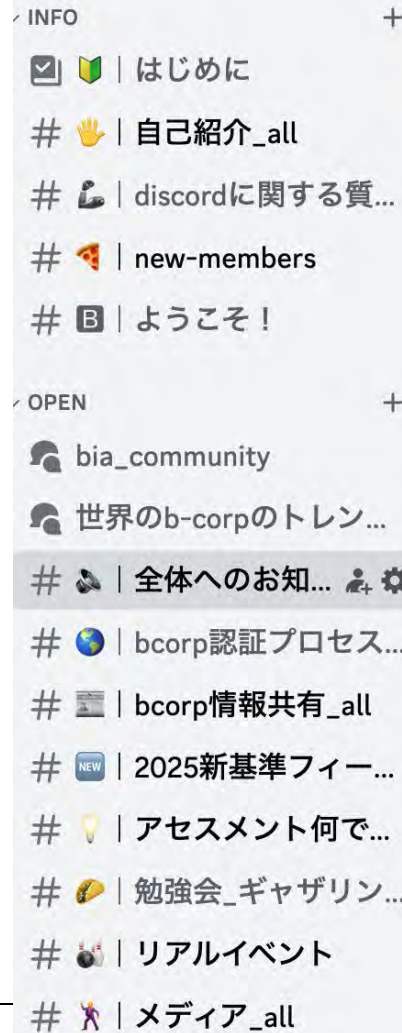 INFO
はじめに
自己紹介_all
discordに関する質...
new-members
ようこそ！
OPEN
bia_community
世界のb-corpのトレン...
全体へのお知...
bcorp認証プロセス...
bcorp情報共有_all
2025新基準フィー...
アセスメント何で...
勉強会_ギャザリン...
リアルイベント
メディア_all